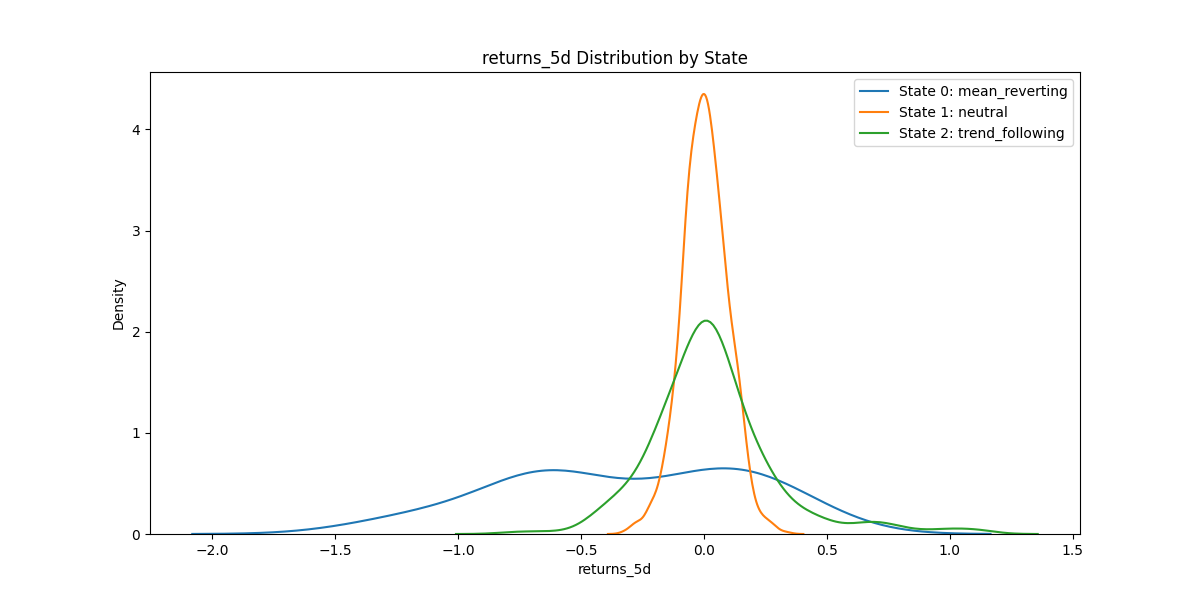 returns_5d Distribution by State
State 0: mean_reverting
State 1: neutral
State 2: trend_following
4
3
2
1
0
Density
−2.0 −1.5 −1.0 −0.5 0.0 0.5 1.0 1.5
returns_5d